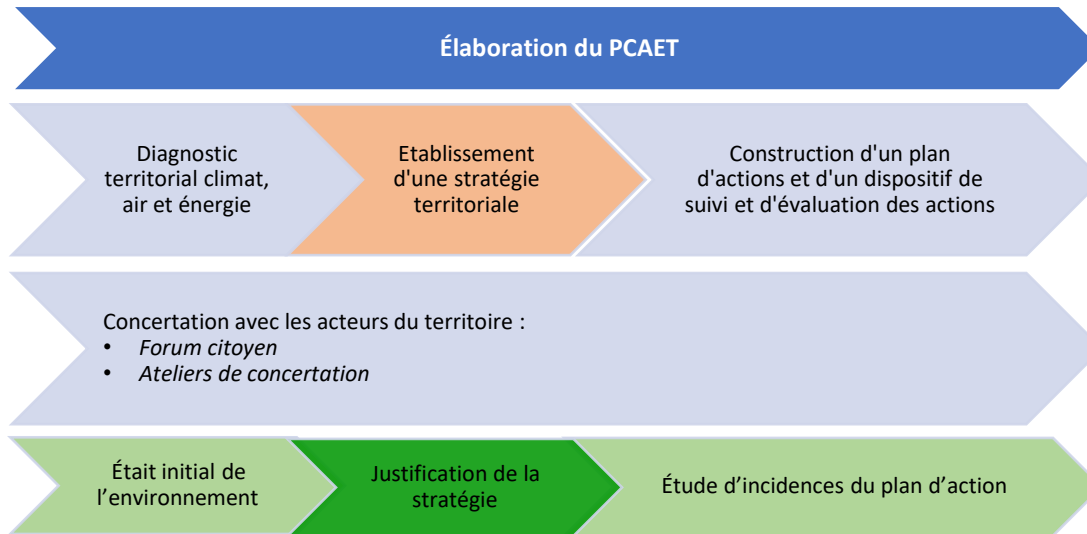 Élaboration du PCAET
Diagnostic
territorial climat,
air et énergie
Etablissement
d'une stratégie
territoriale
Construction d'un plan
d'actions et d'un dispositif de
suivi et d'évaluation des actions
Concertation avec les acteurs du territoire :
• Forum citoyen
• Ateliers de concertation
Était initial de
l’environnement
Justification de la
stratégie
Étude d’incidences du plan d’action